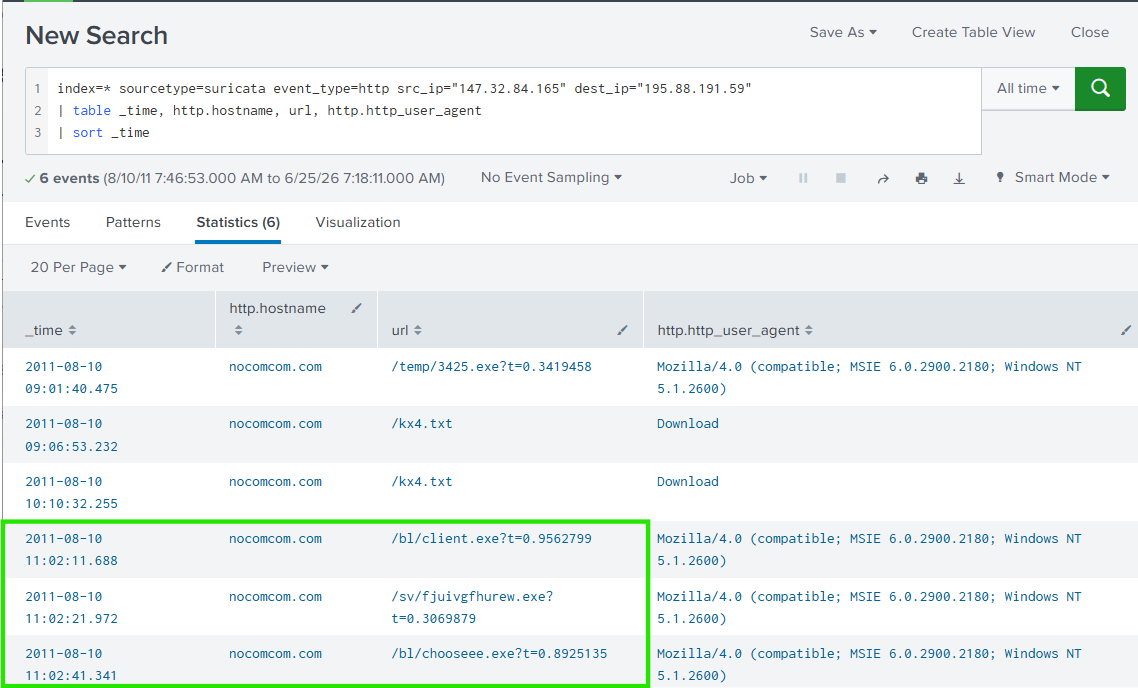 New Search
Save As
Create Table View
Close
1 index=* sourcetype=suricata event_type=http src_ip="147.32.84.165" dest_ip="195.88.191.59"
2 | table _time, http.hostname, url, http.http_user_agent
3 | sort _time
All time
✓ 6 events (8/10/11 7:46:53.000 AM to 6/25/26 7:18:11.000 AM)
No Event Sampling
Job
Smart Mode
Events
Patterns
Statistics (6)
Visualization
20 Per Page
Format
Preview
_time
http.hostname
url
http.http_user_agent
2011-08-10
09:01:40.475
nocomcom.com
/temp/3425.exe?t=0.3419458
Mozilla/4.0 (compatible; MSIE 6.0.2900.2180; Windows NT
5.1.2600)
2011-08-10
09:06:53.232
nocomcom.com
/kx4.txt
Download
2011-08-10
10:10:32.255
nocomcom.com
/kx4.txt
Download
2011-08-10
11:02:11.688
nocomcom.com
/bl/client.exe?t=0.9562799
Mozilla/4.0 (compatible; MSIE 6.0.2900.2180; Windows NT
5.1.2600)
2011-08-10
11:02:21.972
nocomcom.com
/sv/fjuivgfhurew.exe?
t=0.3069879
Mozilla/4.0 (compatible; MSIE 6.0.2900.2180; Windows NT
5.1.2600)
2011-08-10
11:02:41.341
nocomcom.com
/bl/chooseee.exe?t=0.8925135
Mozilla/4.0 (compatible; MSIE 6.0.2900.2180; Windows NT
5.1.2600)